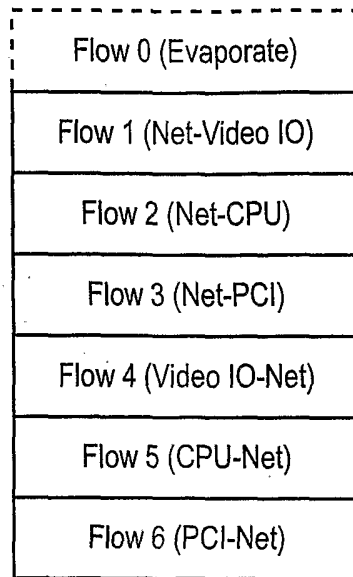 Flow 0 (Evaporate)
Flow 1 (Net-Video IO)
Flow 2 (Net-CPU)
Flow 3 (Net-PCI)
Flow 4 (Video IO-Net)
Flow 5 (CPU-Net)
Flow 6 (PCI-Net)